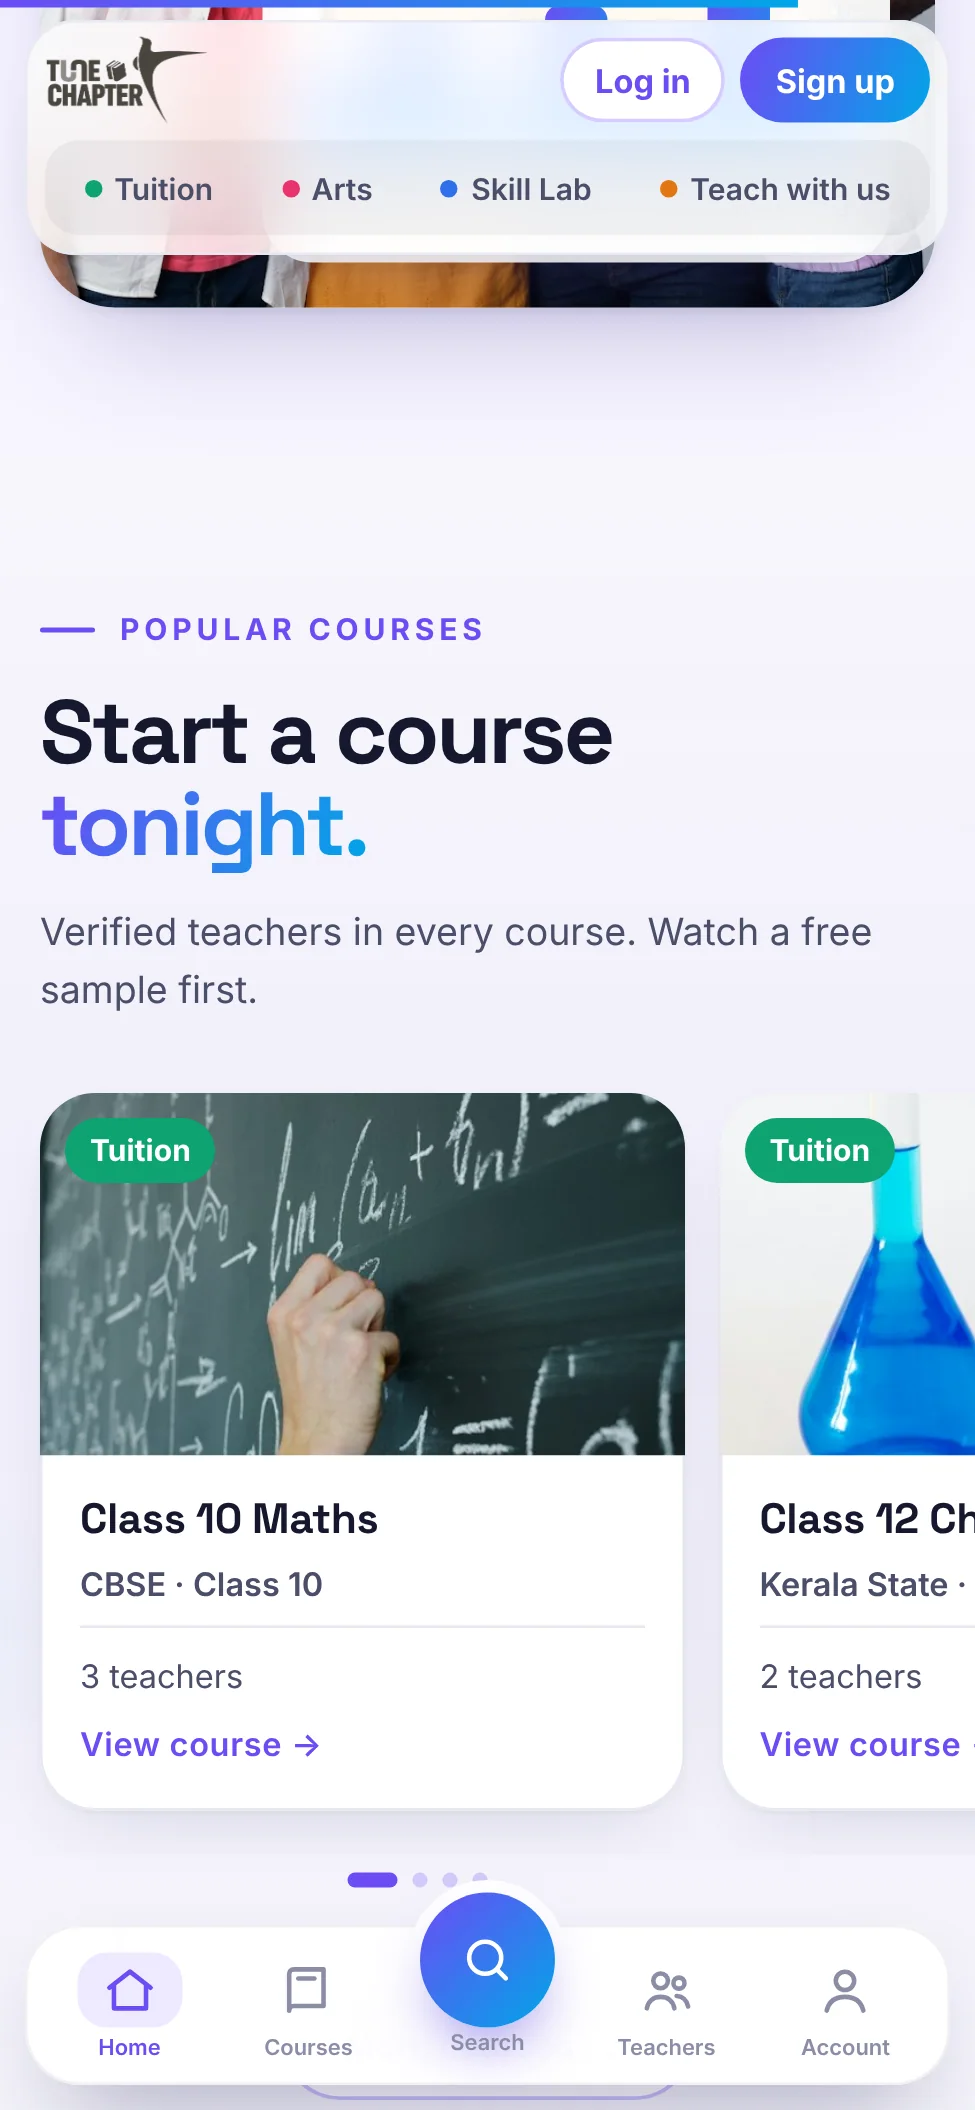 TUNE
CHAPTER
Log in
Sign up
Tuition
Arts
Skill Lab
Teach with us
POPULAR COURSES
Start a course
tonight.
Verified teachers in every course. Watch a free
sample first.
Tuition
Tuition
Class 10 Maths
CBSE · Class 10
3 teachers
View course →
Class 12 Ch
Kerala State ·
2 teachers
View course
Home
Courses
Search
Teachers
Account